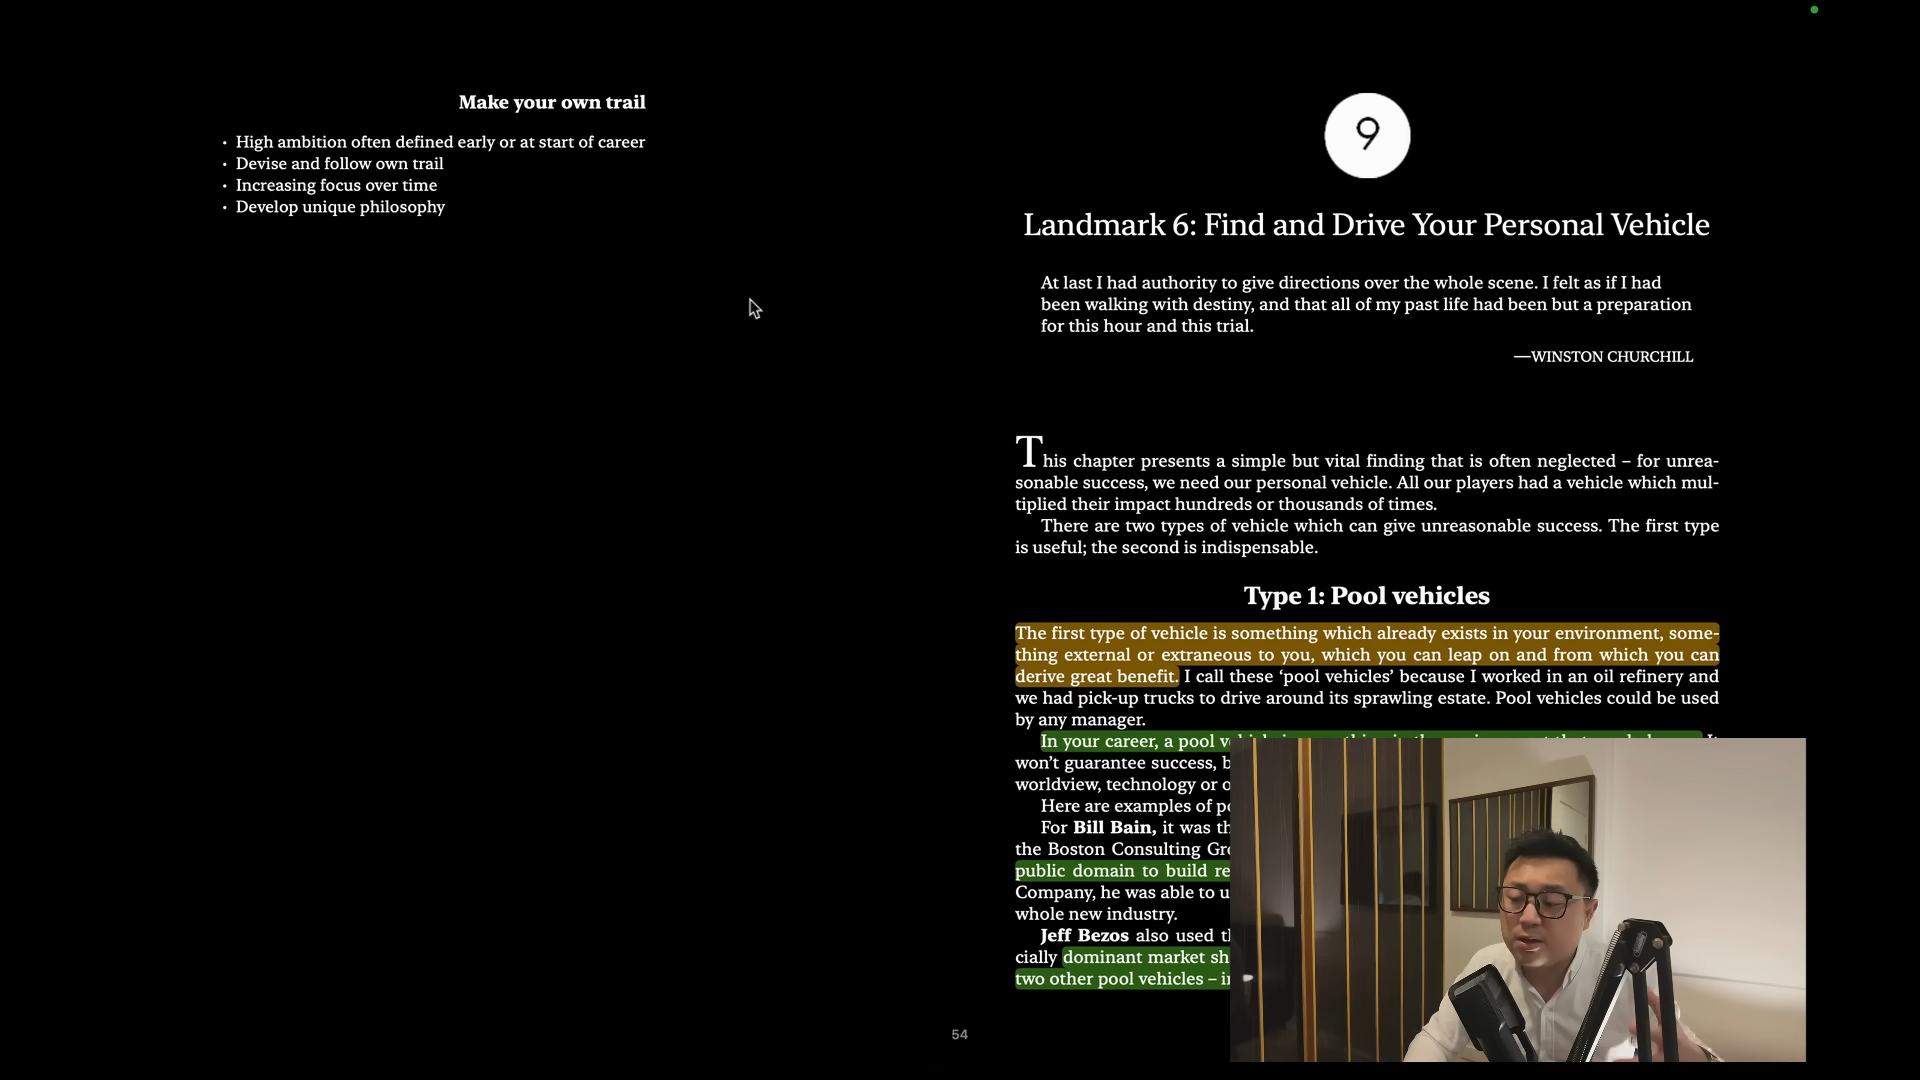 Make your own trail
• High ambition often defined early or at start of career
• Devise and follow own trail
• Increasing focus over time
• Develop unique philosophy
9
Landmark 6: Find and Drive Your Personal Vehicle
At last I had authority to give directions over the whole scene. I felt as if I had
been walking with destiny, and that all of my past life had been but a preparation
for this hour and this trial.
—WINSTON CHURCHILL
This chapter presents a simple but vital finding that is often neglected – for unrea-
sonable success, we need our personal vehicle. All our players had a vehicle which mul-
tiplied their impact hundreds or thousands of times.
There are two types of vehicle which can give unreasonable success. The first type
is useful; the second is indispensable.
Type 1: Pool vehicles
The first type of vehicle is something which already exists in your environment, some-
thing external or extraneous to you, which you can leap on and from which you can
derive great benefit. I call these ‘pool vehicles’ because I worked in an oil refinery and
we had pick-up trucks to drive around its sprawling estate. Pool vehicles could be used
by any manager.
In your career, a pool
won’t guarantee success,
worldview, technology or
Here are examples of
For Bill Bain, it was
the Boston Consulting
public domain to build
Company, he was able to
whole new industry.
Jeff Bezos also used
cially dominant market
two other pool vehicles –
54